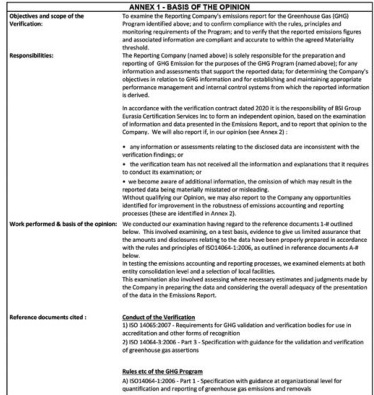 ANNEX 1 - BASIS OF THE OPINION
Objectives and scope of the
Verification:
To examine the Reporting Company's emissions report for the Greenhouse Gas (GHG)
Program identified above; and to confirm compliance with the rules, principles and
monitoring requirements of the Program; and to verify that the reported emissions figures
and associated information are compliant and accurate to within the agreed Materiality
threshold.
Responsibilities:
The Reporting Company (named above) is solely responsible for the preparation and
reporting of GHG Emission for the purposes of the GHG Program (named above); for any
information and assessments that support the reported data; for determining the Company's
objectives in relation to GHG information and for establishing and maintaining appropriate
performance management and internal control systems from which the reported information
is derived.
In accordance with the verification contract dated 2020 it is the responsibility of BSI Group
Eurasia Certification Services Inc to form an independent opinion, based on the examination
of information and data presented in the Emissions Report, and to report that opinion to the
Company. We will also report if, in our opinion (see Annex 2) :
• any information or assessments relating to the disclosed data are inconsistent with the
verification findings; or
• the verification team has not received all the information and explanations that it requires
to conduct its examination; or
• we become aware of additional information, the omission of which may result in the
reported data being materially misstated or misleading.
Without qualifying our Opinion, we may also report to the Company any opportunities
identified for improvement in the robustness of emissions accounting and reporting
processes (these are identified in Annex 2).
Work performed & basis of the opinion:
We conducted our examination having regard to the reference documents 1-# outlined
below. This involved examining, on a test basis, evidence to give us limited assurance that
the amounts and disclosures relating to the data have been properly prepared in accordance
with the rules and principles of ISO14064-1:2006, as outlined in reference documents A-#
below.
In testing the emissions accounting and reporting processes, we examined elements at both
entity consolidation level and a selection of local facilities.
This examination also involved assessing where necessary estimates and judgments made by
the Company in preparing the data and considering the overall adequacy of the presentation
of the data in the Emissions Report.
Reference documents cited :
Conduct of the Verification
1) ISO 14065:2007 - Requirements for GHG validation and verification bodies for use in
accreditation and other forms of recognition
2) ISO 14064-3:2006 - Part 3 - Specification with guidance for the validation and verification
of greenhouse gas assertions
Rules etc of the GHG Program
A) ISO14064-1:2006 - Part 1 - Specification with guidance at organizational level for
quantification and reporting of greenhouse gas emissions and removals